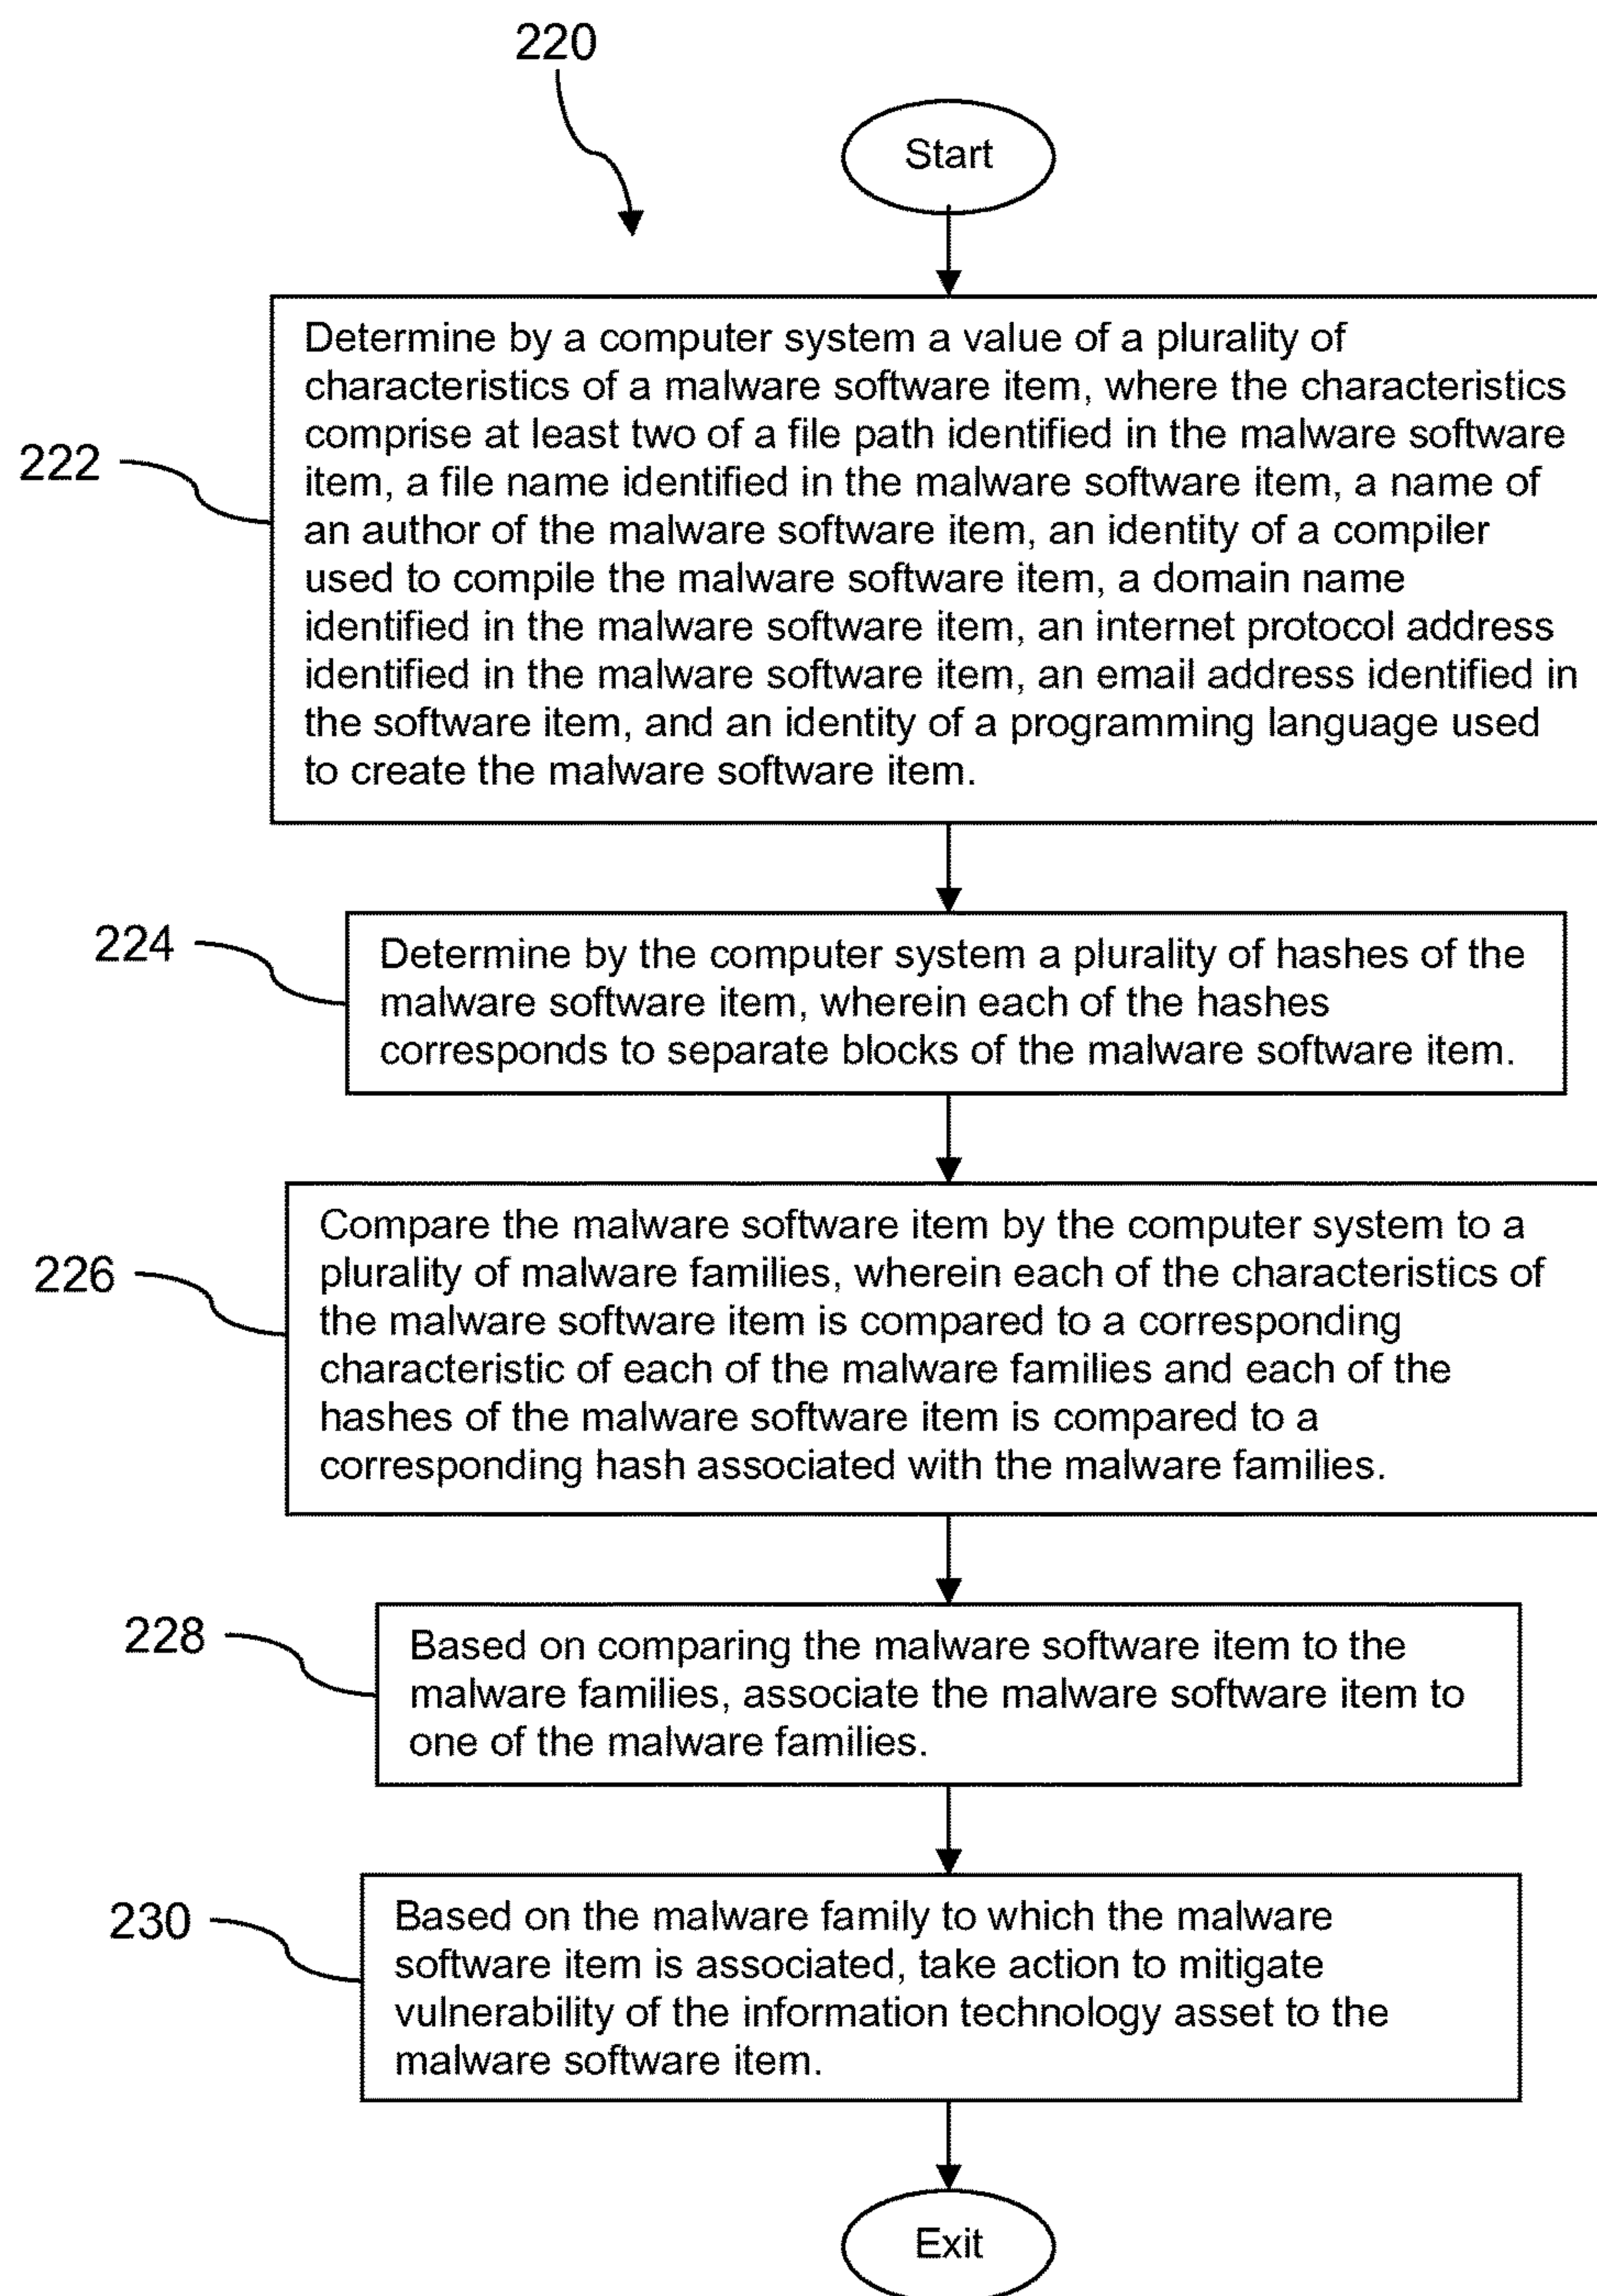 220
Start
222
Determine by a computer system a value of a plurality of
characteristics of a malware software item, where the characteristics
comprise at least two of a file path identified in the malware software
item, a file name identified in the malware software item, a name of
an author of the malware software item, an identity of a compiler
used to compile the malware software item, a domain name
identified in the malware software item, an internet protocol address
identified in the malware software item, an email address identified in
the software item, and an identity of a programming language used
to create the malware software item.
224
Determine by the computer system a plurality of hashes of the
malware software item, wherein each of the hashes
corresponds to separate blocks of the malware software item.
226
Compare the malware software item by the computer system to a
plurality of malware families, wherein each of the characteristics of
the malware software item is compared to a corresponding
characteristic of each of the malware families and each of the
hashes of the malware software item is compared to a
corresponding hash associated with the malware families.
228
Based on comparing the malware software item to the
malware families, associate the malware software item to
one of the malware families.
230
Based on the malware family to which the malware
software item is associated, take action to mitigate
vulnerability of the information technology asset to the
malware software item.
Exit